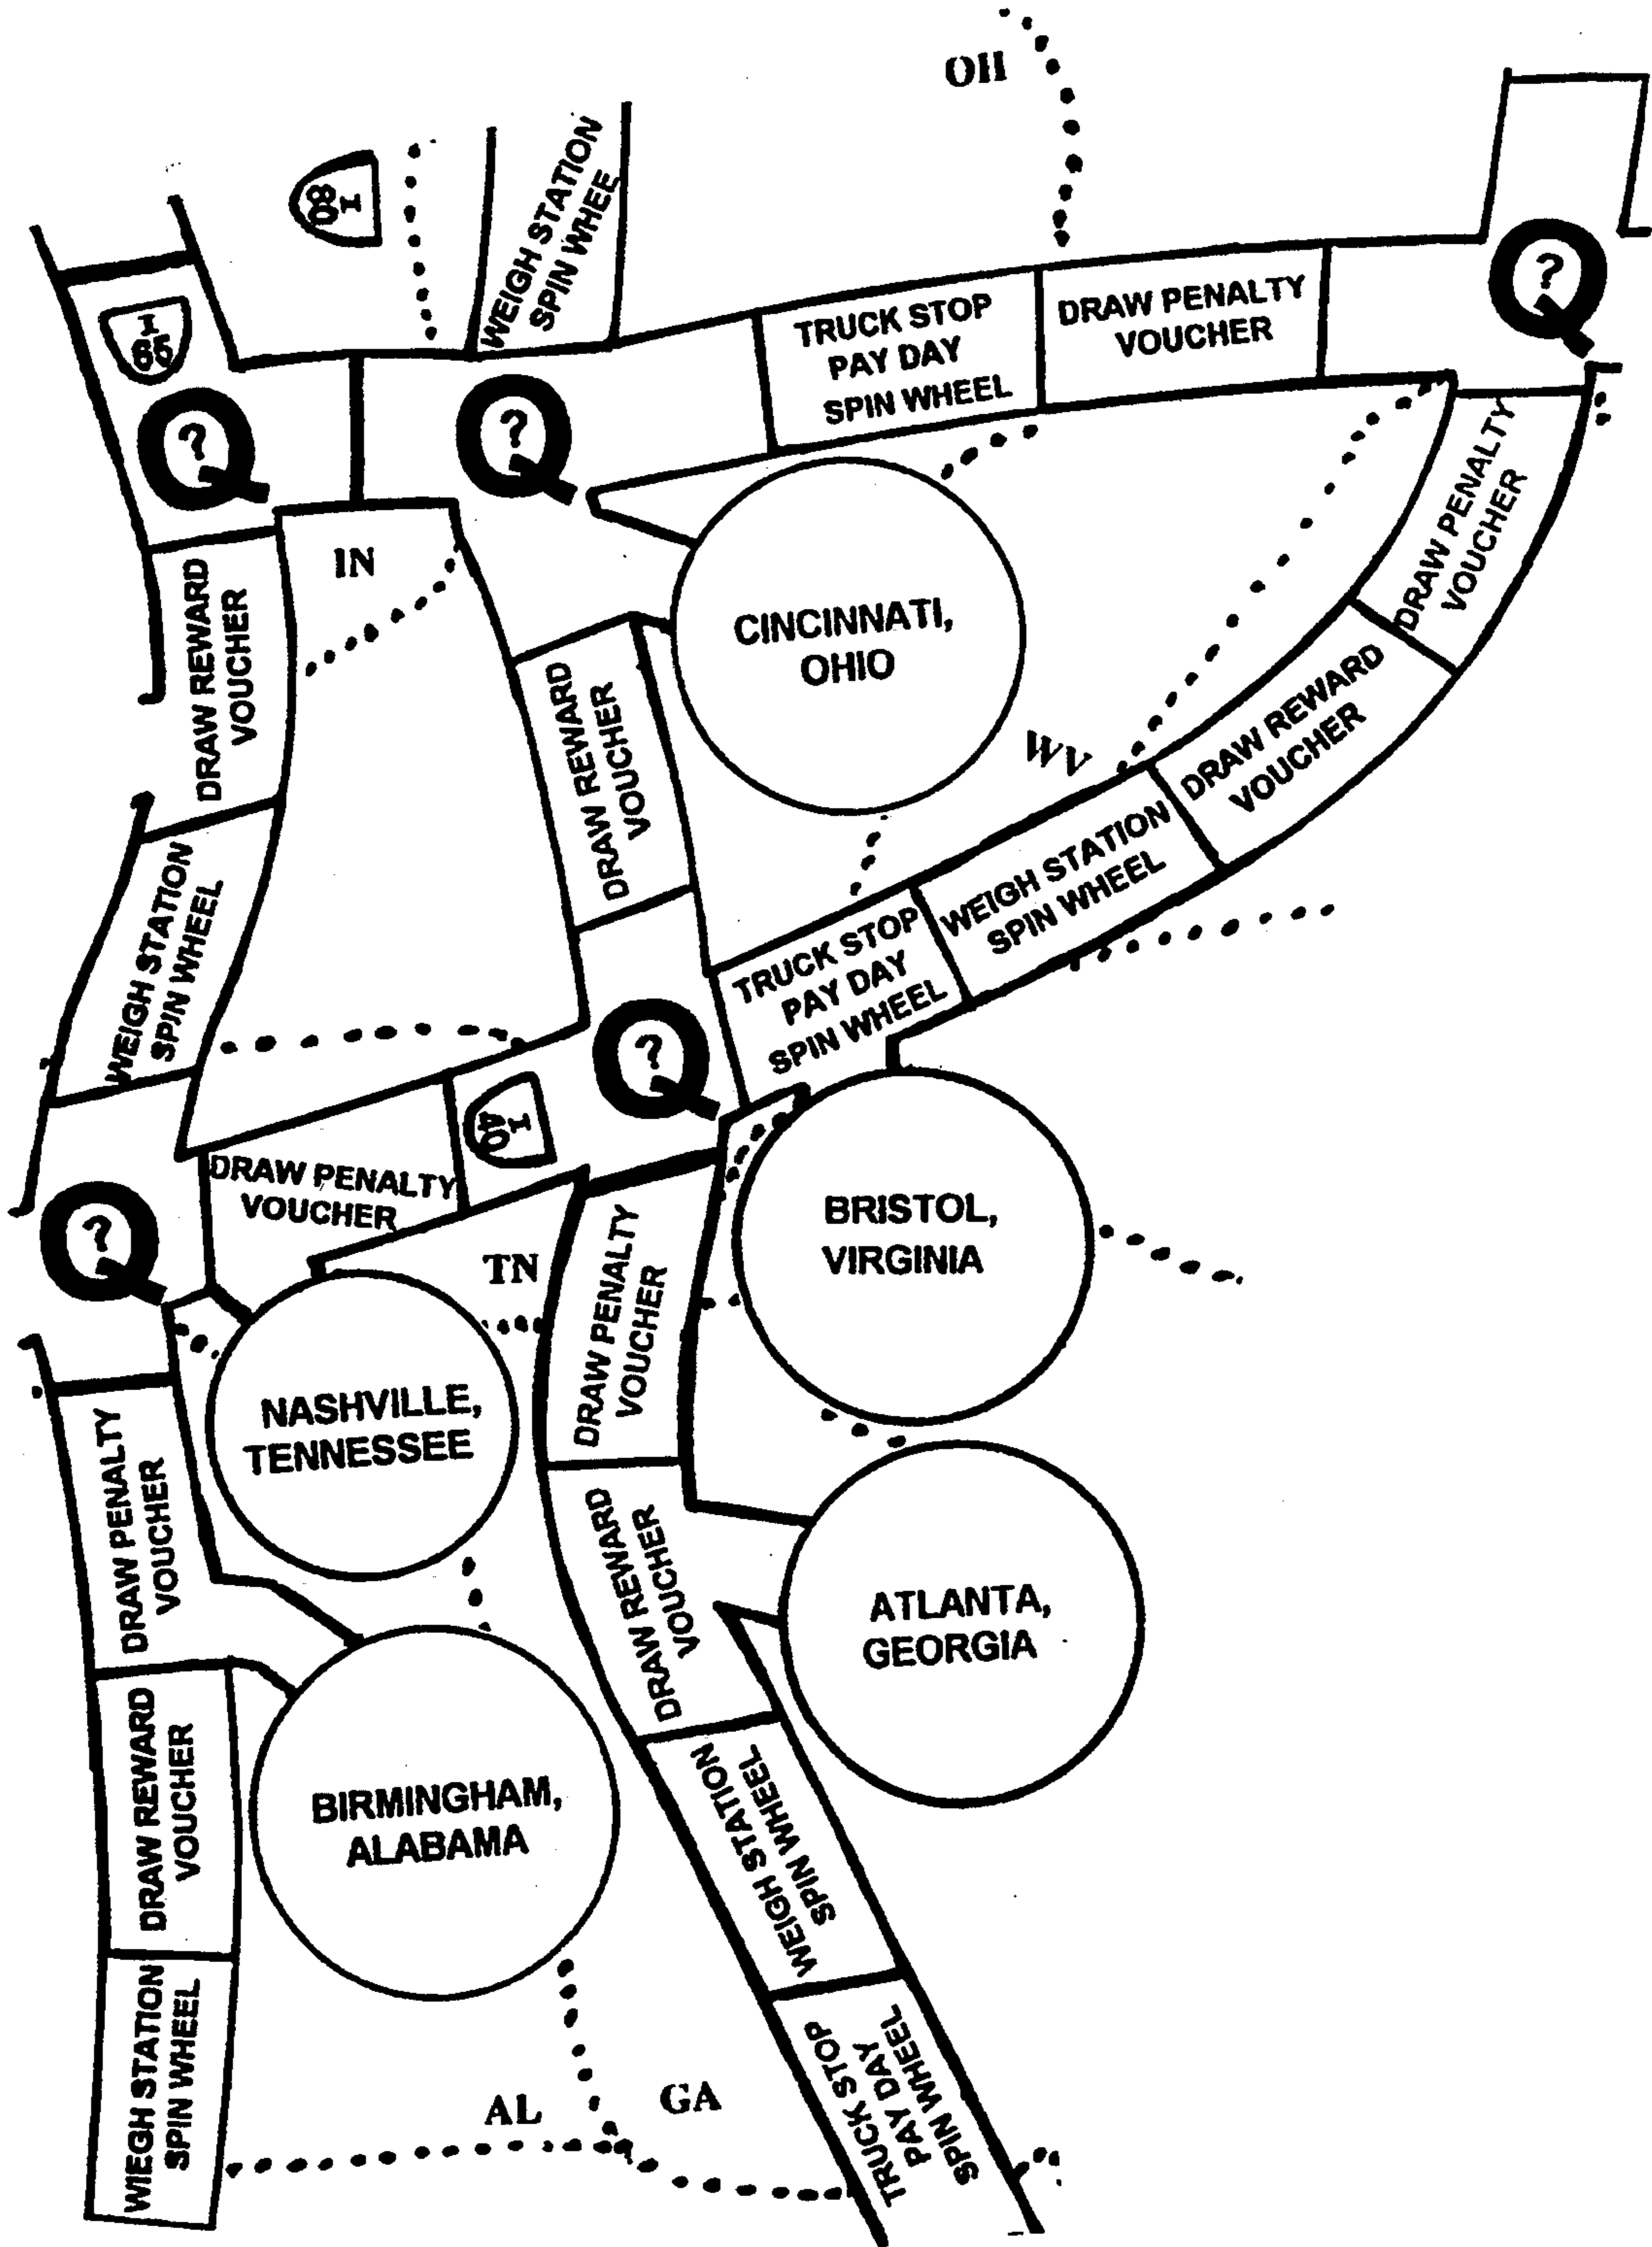 OH
I
80
WEIGH STATION
SPIN WHEE
I
65
Q
?
Q
?
Q
?
TRUCK STOP
PAY DAY
SPIN WHEEL
DRAW PENALTY
VOUCHER
IN
DRAW REWARD
VOUCHER
DRAW REWARD
VOUCHER
CINCINNATI,
OHIO
DRAW PENALTY
VOUCHER
DRAW REWARD
VOUCHER
WV
WEIGH STATION
SPIN WHEEL
TRUCK STOP
PAY DAY
SPIN WHEEL
WEIGH STATION
SPIN WHEEL
Q
?
I
40
DRAW PENALTY
VOUCHER
Q
?
TN
DRAW PENALTY
VOUCHER
BRISTOL,
VIRGINIA
NASHVILLE,
TENNESSEE
DRAW PENALTY
VOUCHER
DRAW REWARD
VOUCHER
ATLANTA,
GEORGIA
DRAW REWARD
VOUCHER
BIRMINGHAM,
ALABAMA
WEIGH STATION
SPIN WHEEL
WIEGH STATION
SPIN WHEEL
TRUCK STOP
PAY DAY
SPIN WHEEL
AL
GA